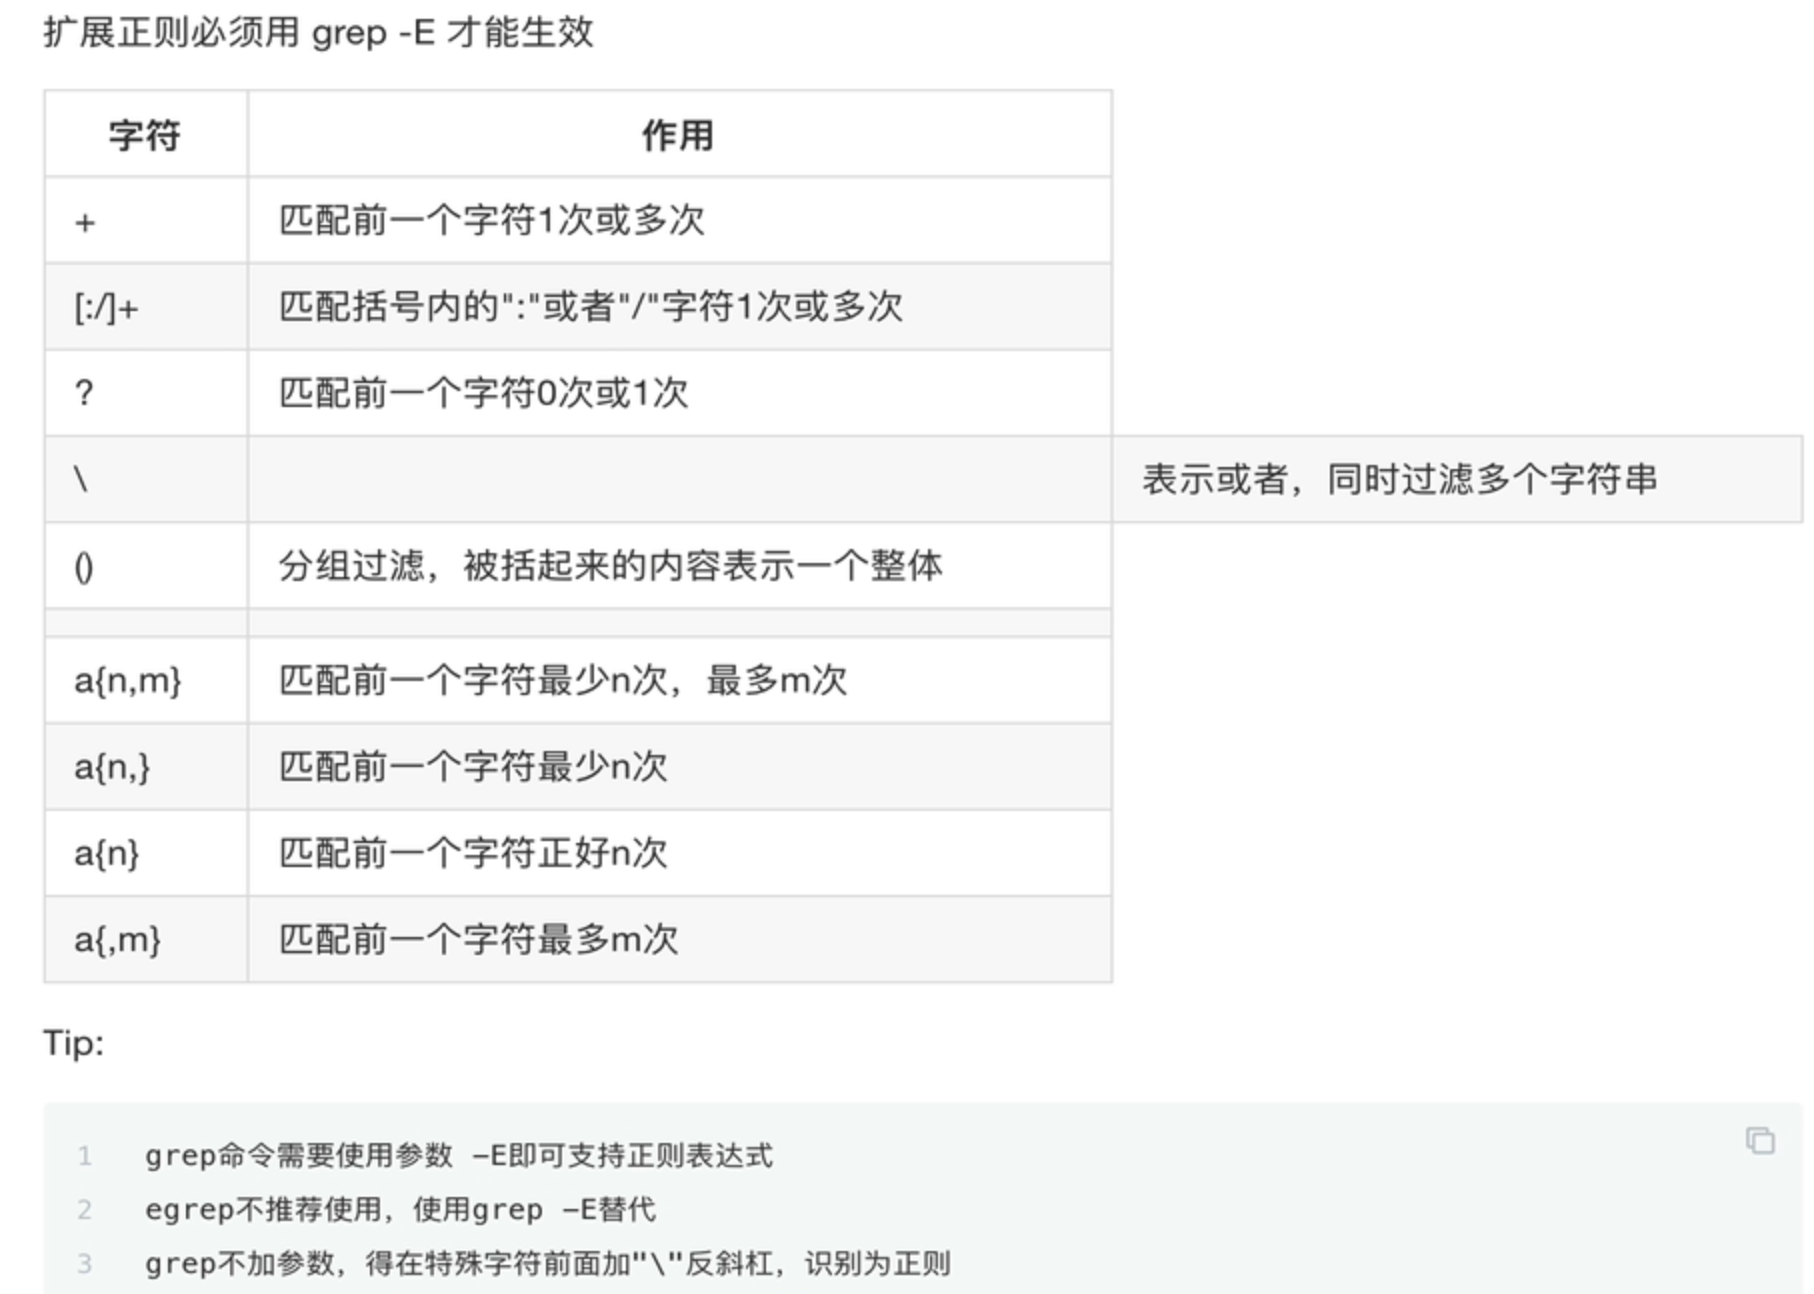 扩展正则必须用 grep -E 才能生效
字符 作用
+ 匹配前一个字符1次或多次
[:/]+ 匹配括号内的":"或者"/"字符1次或多次
? 匹配前一个字符0次或1次
\ 表示或者，同时过滤多个字符串
() 分组过滤，被括起来的内容表示一个整体
a{n,m} 匹配前一个字符最少n次，最多m次
a{n,} 匹配前一个字符最少n次
a{n} 匹配前一个字符正好n次
a{,m} 匹配前一个字符最多m次
Tip:
1 grep命令需要使用参数 -E即可支持正则表达式
2 egrep不推荐使用，使用grep -E替代
3 grep不加参数，得在特殊字符前面加"\"反斜杠，识别为正则